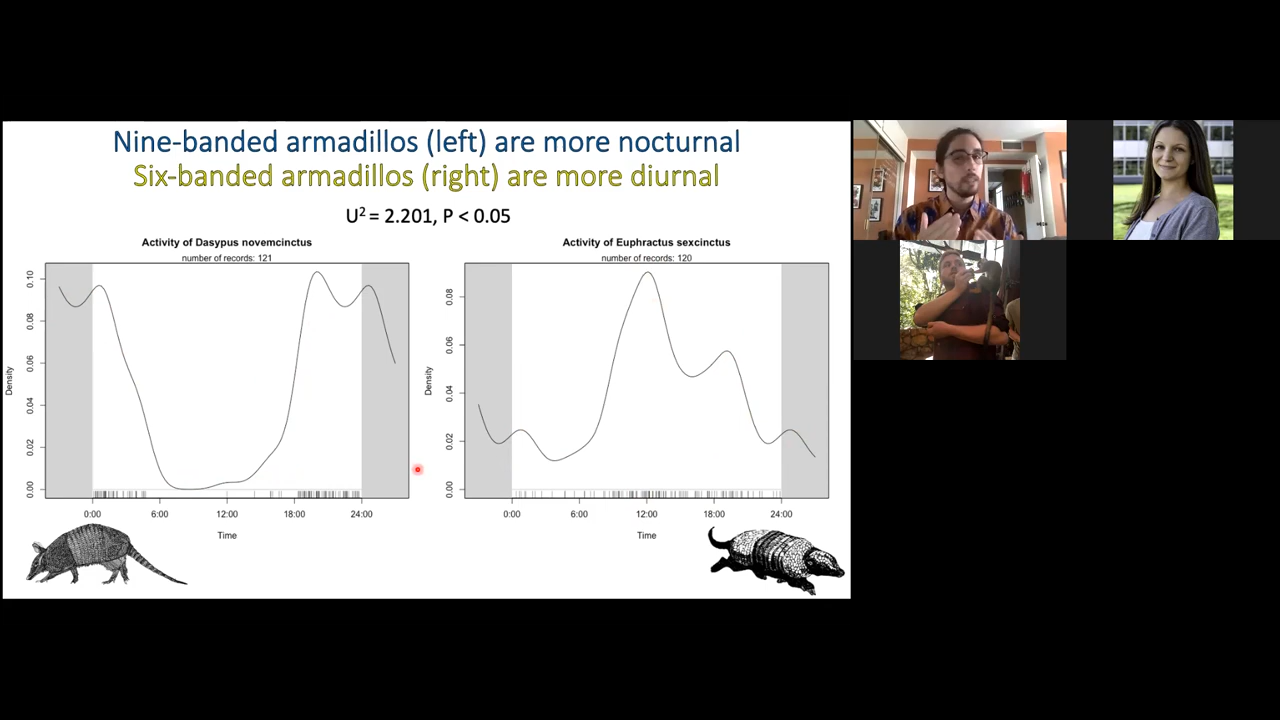 Nine-banded armadillos (left) are more nocturnal
Six-banded armadillos (right) are more diurnal
U² = 2.201, P < 0.05
Activity of Dasypus novemcinctus
number of records: 121
Density
0.10
0.08
0.06
0.04
0.02
0.00
0:00 6:00 12:00 18:00 24:00
Time
Activity of Euphractus sexcinctus
number of records: 120
Density
0.08
0.06
0.04
0.02
0.00
0:00 6:00 12:00 18:00 24:00
Time